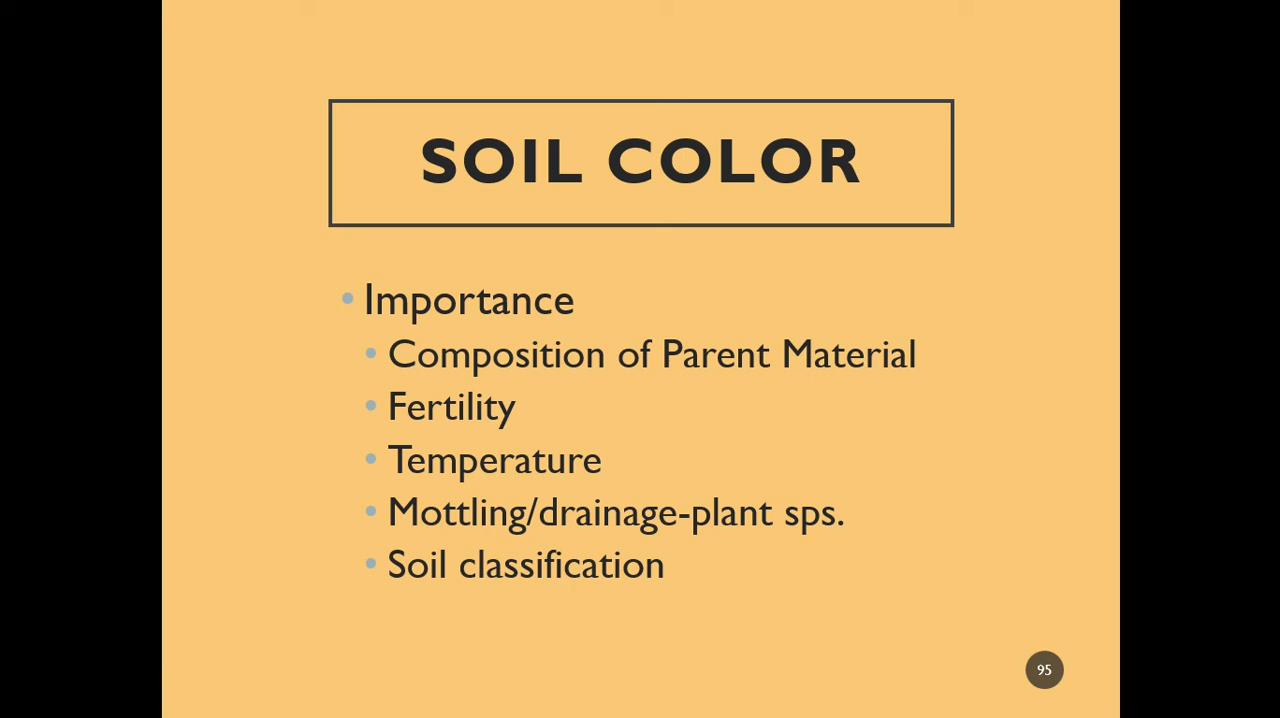 SOIL COLOR
• Importance
• Composition of Parent Material
• Fertility
• Temperature
• Mottling/drainage-plant sps.
• Soil classification
95